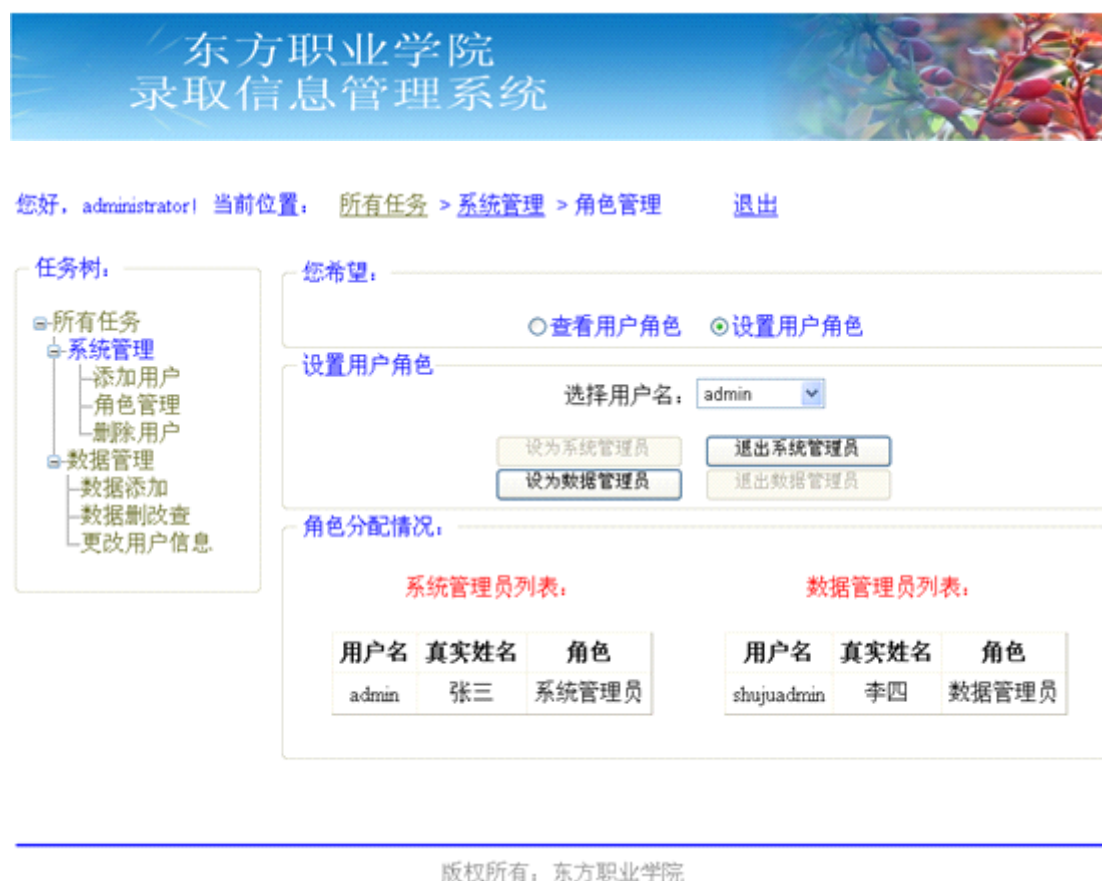 东方职业学院
录取信息管理系统
您好，administrator! 当前位置： 所有任务 > 系统管理 > 角色管理 退出
任务树：
所有任务
系统管理
添加用户
角色管理
删除用户
数据管理
数据添加
数据删改查
更改用户信息
您希望：
查看用户角色 设置用户角色
设置用户角色
选择用户名： admin
设为系统管理员 退出系统管理员
设为数据管理员 退出数据管理员
角色分配情况：
系统管理员列表： 数据管理员列表：
用户名 真实姓名 角色 用户名 真实姓名 角色
admin 张三 系统管理员 shujuadmin 李四 数据管理员
版权所有：东方职业学院